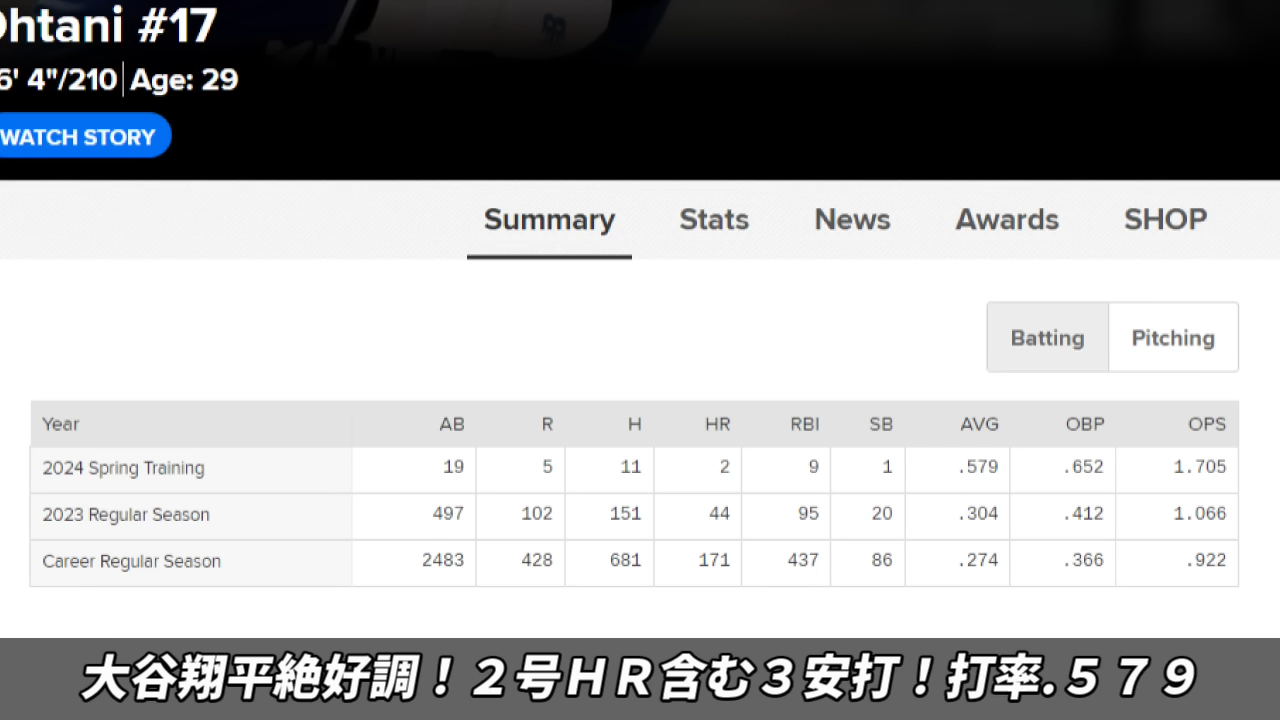 Ohtani #17
6' 4"/210 Age: 29
WATCH STORY
Summary Stats News Awards SHOP
Batting Pitching
Year AB R H HR RBI SB AVG OBP OPS
2024 Spring Training 19 5 11 2 9 1 .579 .652 1.705
2023 Regular Season 497 102 151 44 95 20 .304 .412 1.066
Career Regular Season 2483 428 681 171 437 86 .274 .366 .922
大谷翔平絶好調！２号ＨＲ含む３安打！打率.５７９